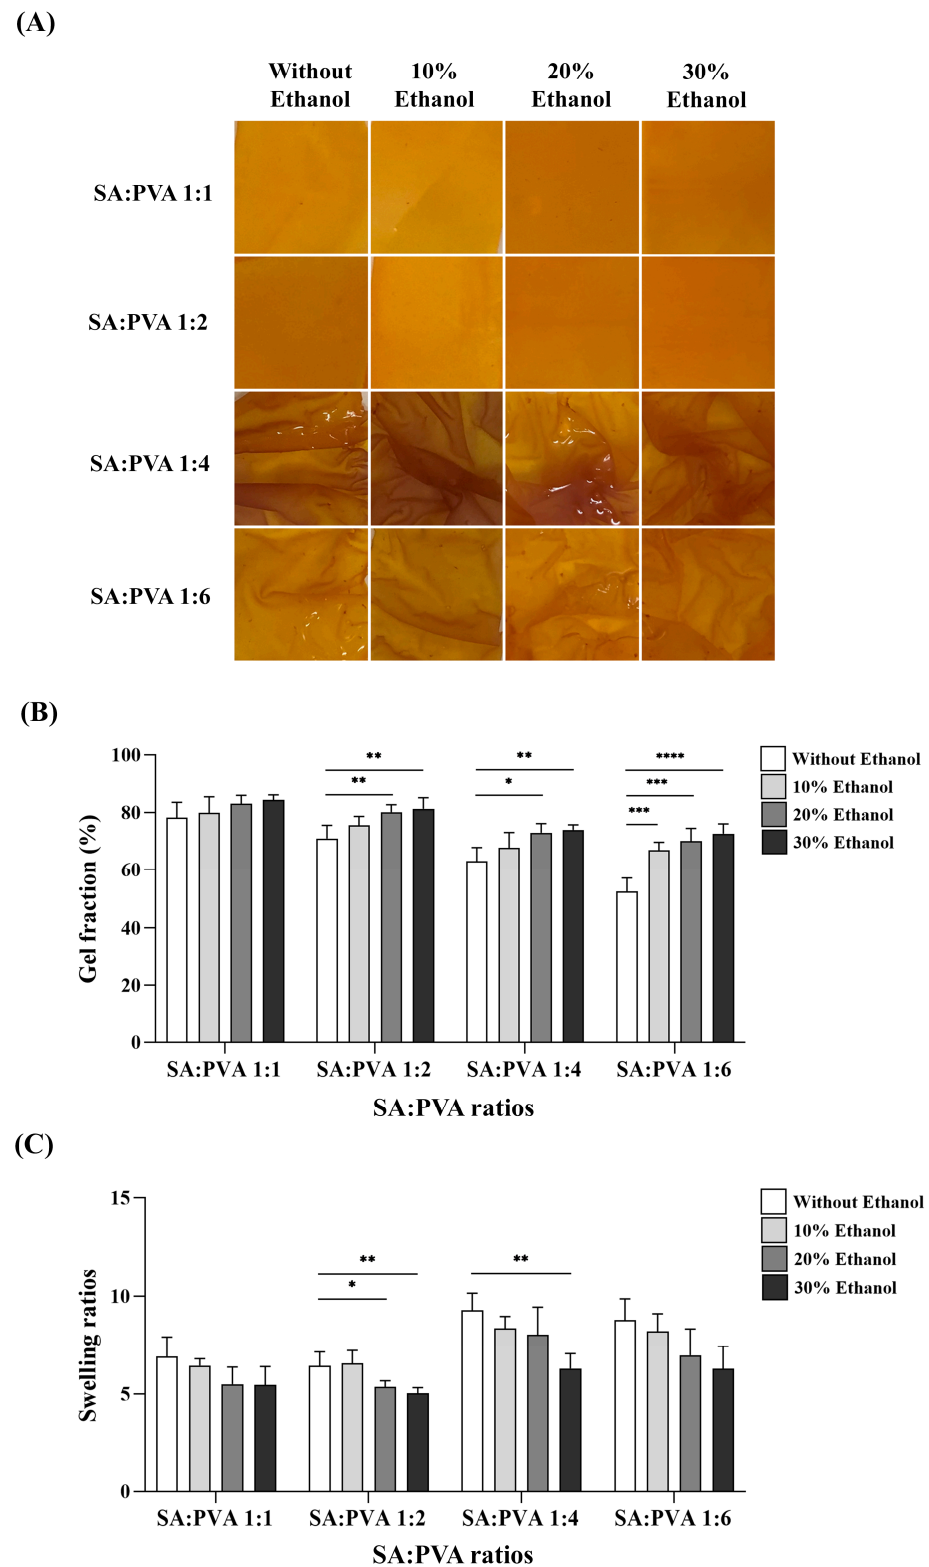 (A)
Without Ethanol
10% Ethanol
20% Ethanol
30% Ethanol
SA:PVA 1:1
SA:PVA 1:2
SA:PVA 1:4
SA:PVA 1:6
(B)
Gel fraction (%)
100
80
60
40
20
0
**
**
**
*
****
***
***
Without Ethanol
10% Ethanol
20% Ethanol
30% Ethanol
SA:PVA 1:1
SA:PVA 1:2
SA:PVA 1:4
SA:PVA 1:6
SA:PVA ratios
(C)
Swelling ratios
15
10
5
0
**
*
**
Without Ethanol
10% Ethanol
20% Ethanol
30% Ethanol
SA:PVA 1:1
SA:PVA 1:2
SA:PVA 1:4
SA:PVA 1:6
SA:PVA ratios